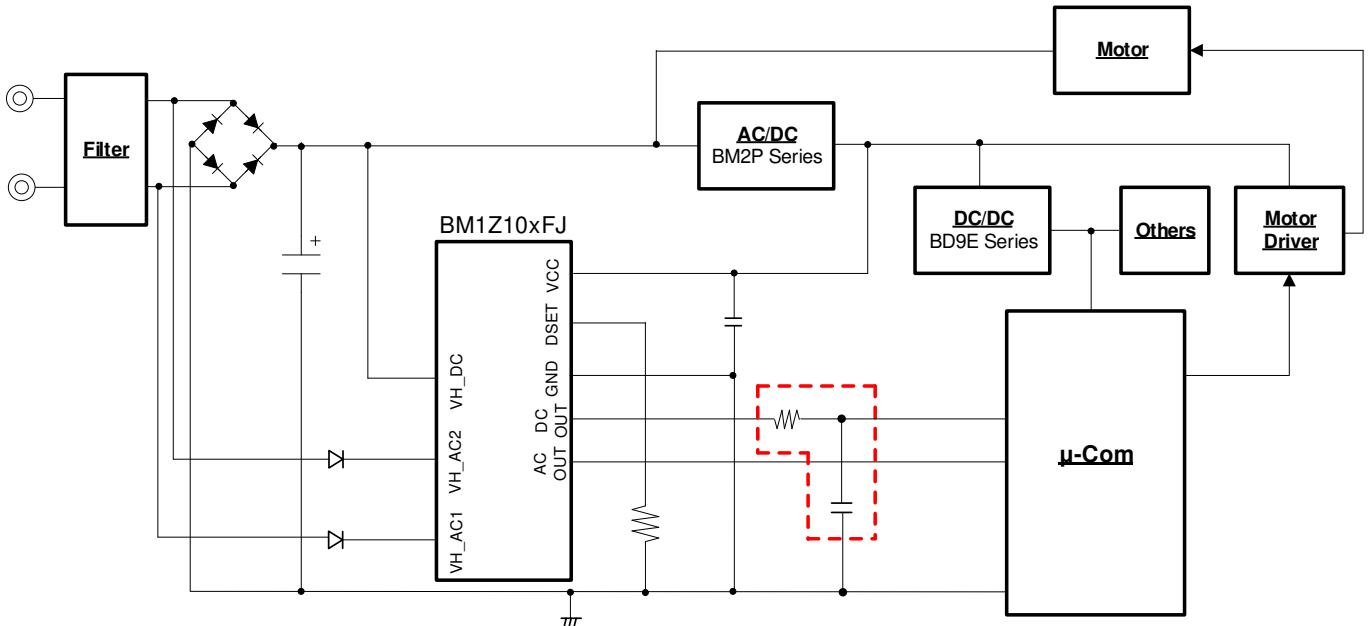 Motor
Filter
AC/DC
BM2P Series
DC/DC
BD9E Series
Others
Motor
Driver
BM1Z10xFJ
VCC
DSET
GND
DC
OUT
AC
OUT
VH_DC
VH_AC2
VH_AC1
+
µ-Com